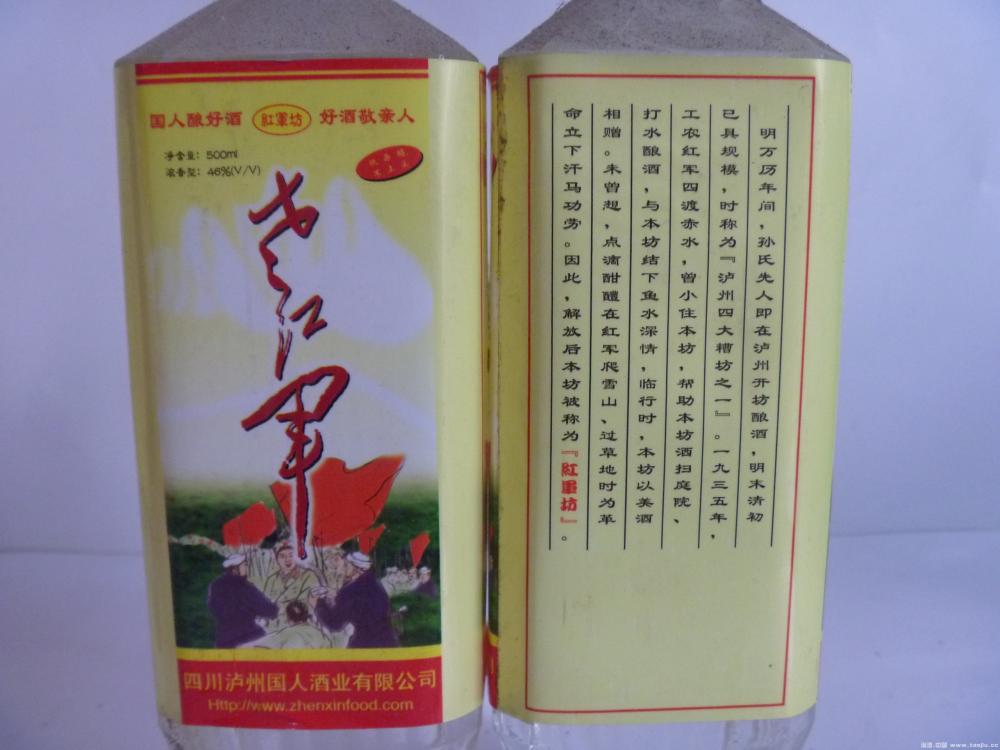 国人酿好酒 紅軍坊 好酒敬亲人
净含量：500ml
浓香型：46%(V/V)
老红军
四川泸州国人酒业有限公司
Http://www.zhenxinfood.com
明万历年间，孙氏先人即在泸州开坊酿酒，明末清初
已具规模，时称为『泸州四大糟坊之一』。一九三五年，
工农红军四渡赤水，曾小住本坊，帮助本坊洒扫庭院、
打水酿酒，与本坊结下鱼水深情，临行时，本坊以美酒
相赠。未曾想，点滴甜醴在红军爬雪山、过草地时为革
命立下汗马功劳。因此，解放后本坊被称为『紅軍坊』。
www.taojiu.cc